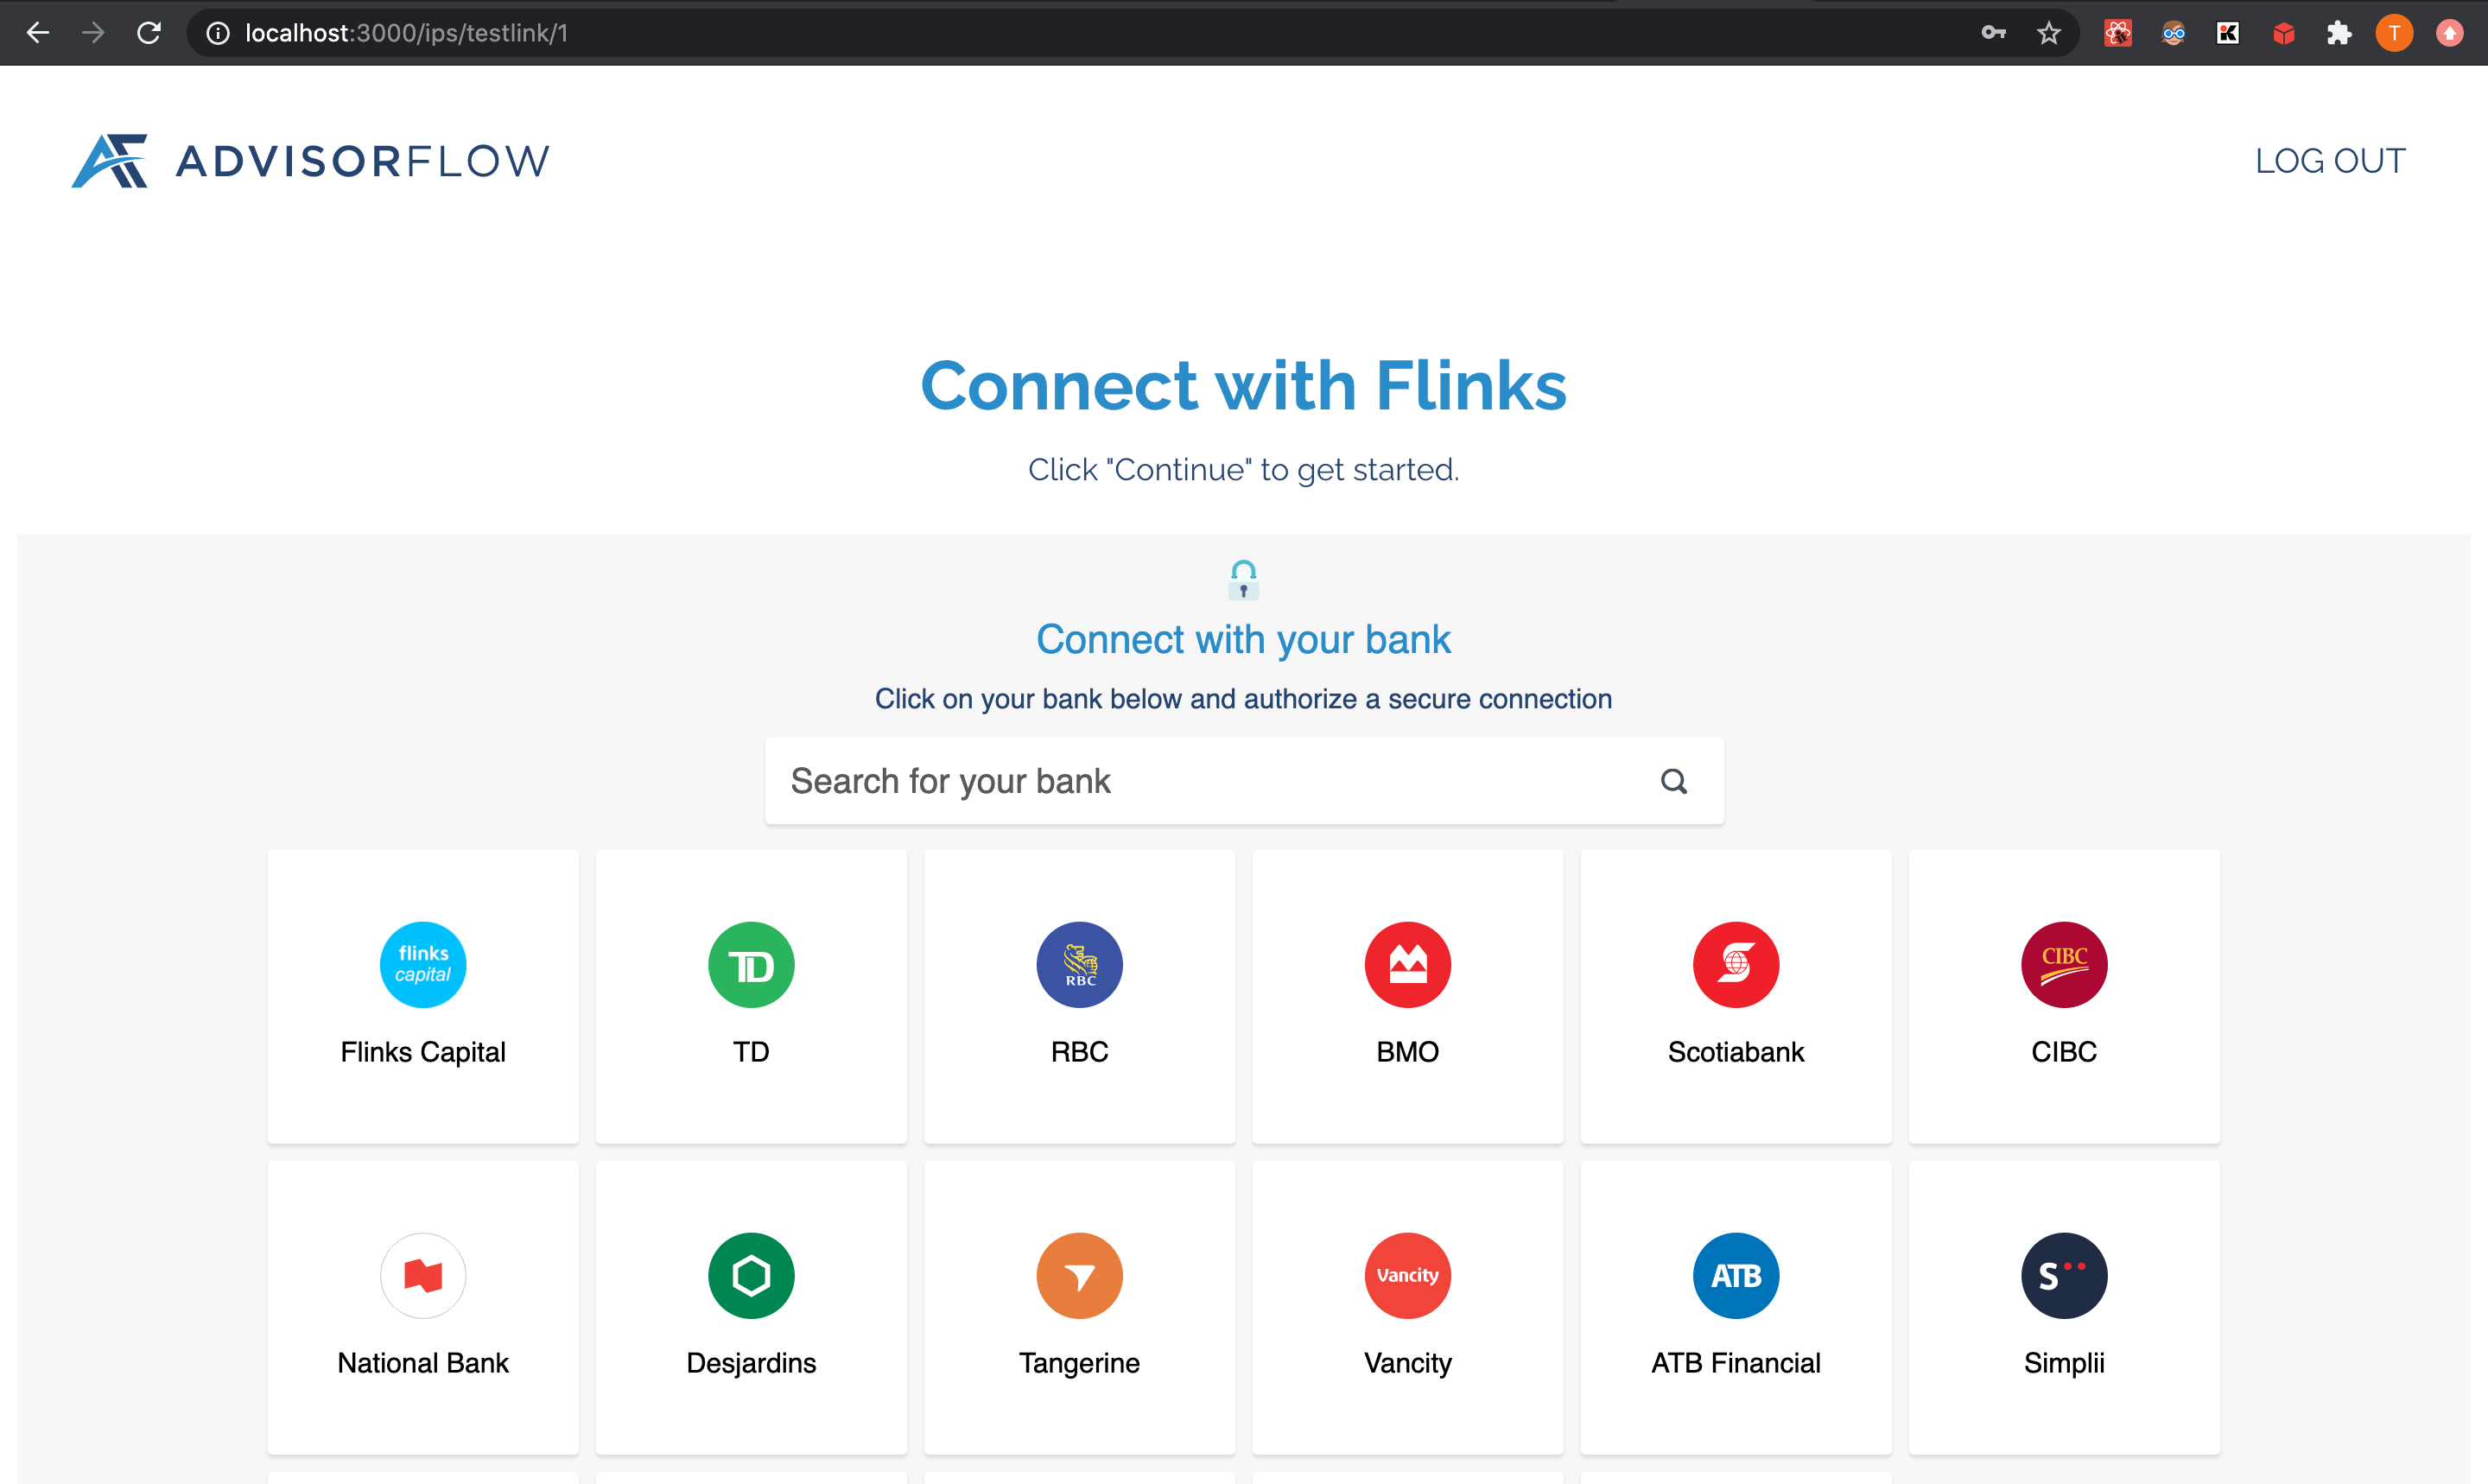 localhost:3000/ips/testlink/1
T
ADVISORFLOW
LOG OUT
Connect with Flinks
Click "Continue" to get started.
Connect with your bank
Click on your bank below and authorize a secure connection
Search for your bank
flinks
capital
TD
RBC
CIBC
Flinks Capital
TD
RBC
BMO
Scotiabank
CIBC
Vancity
ATB
S
National Bank
Desjardins
Tangerine
Vancity
ATB Financial
Simplii